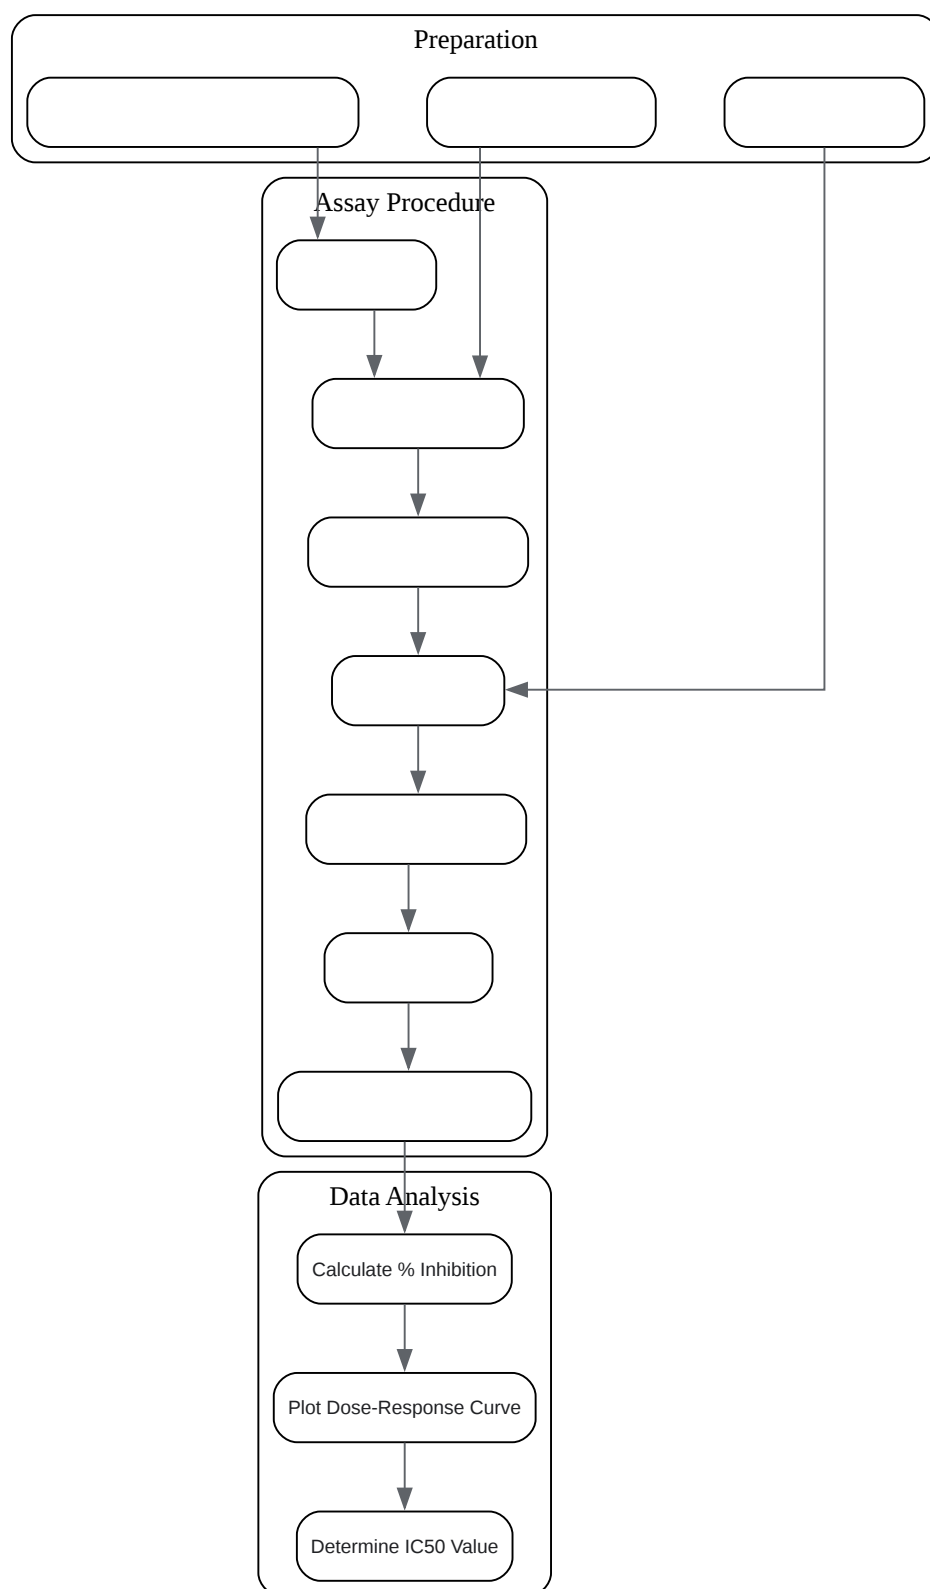 Preparation
Assay Procedure
Data Analysis
Calculate % Inhibition
Plot Dose-Response Curve
Determine IC50 Value